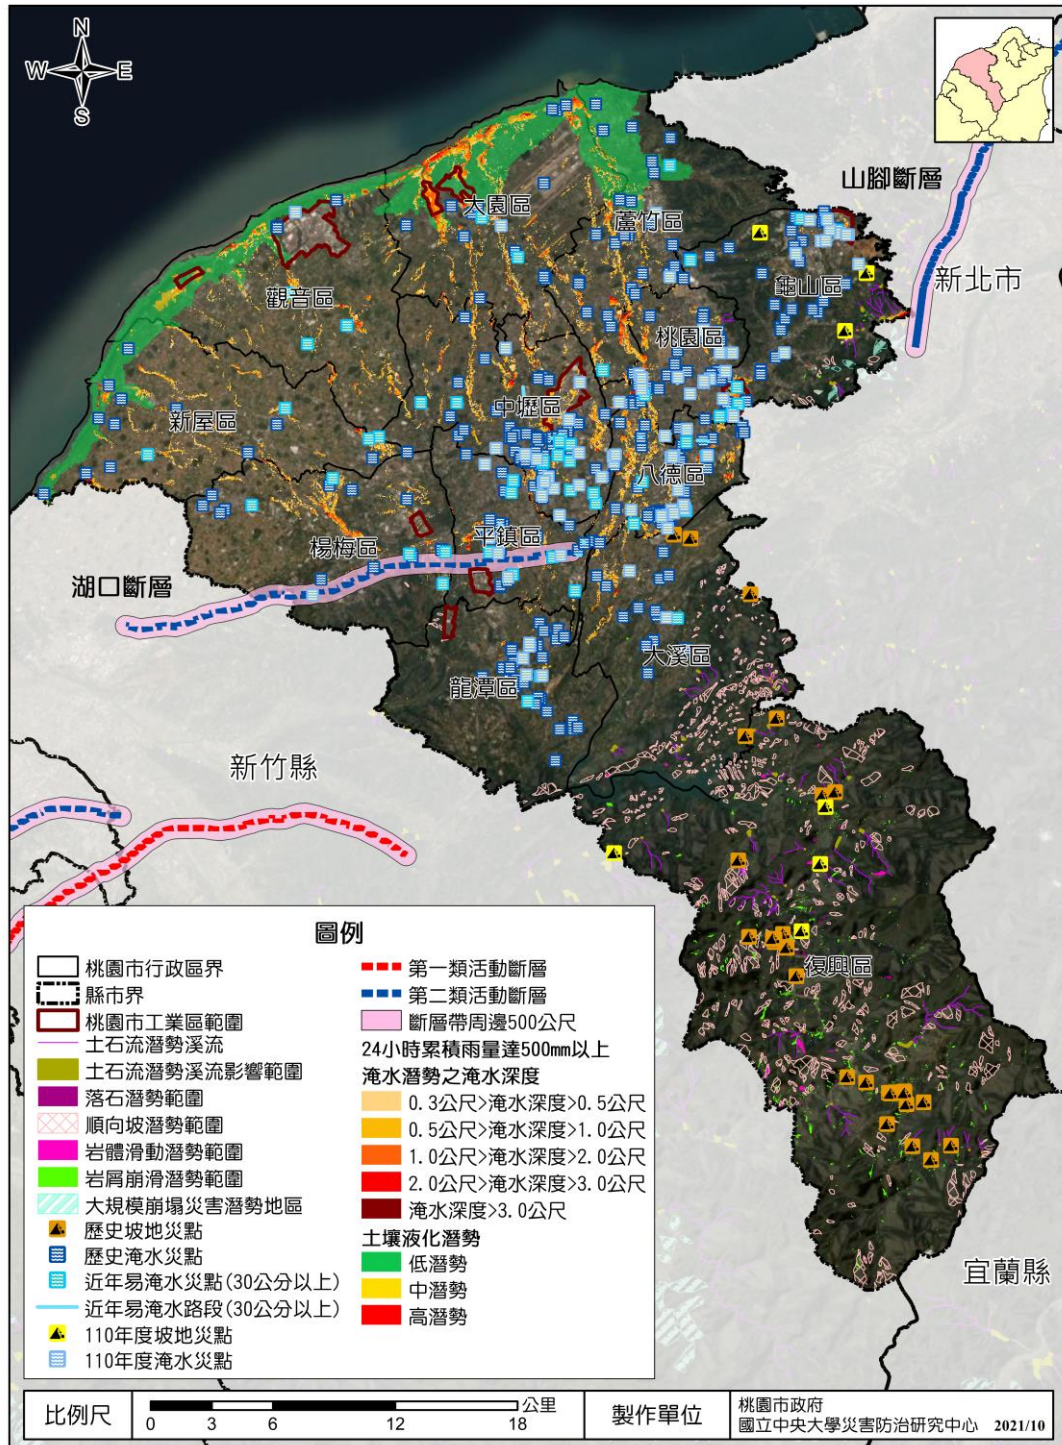 N
W E
S
山腳斷層
大園區
蘆竹區
新北市
龜山區
觀音區
桃園區
中壢區
新屋區
八德區
平鎮區
楊梅區
湖口斷層
大溪區
龍潭區
新竹縣
復興區
宜蘭縣
圖例
桃園市行政區界
縣市界
桃園市工業區範圍
土石流潛勢溪流
土石流潛勢溪流影響範圍
落石潛勢範圍
順向坡潛勢範圍
岩體滑動潛勢範圍
岩屑崩滑潛勢範圍
大規模崩塌災害潛勢地區
歷史坡地災點
歷史淹水災點
近年易淹水災點(30公分以上)
近年易淹水路段(30公分以上)
110年度坡地災點
110年度淹水災點
第一類活動斷層
第二類活動斷層
斷層帶周邊500公尺
24小時累積雨量達500mm以上
淹水潛勢之淹水深度
0.3公尺>淹水深度>0.5公尺
0.5公尺>淹水深度>1.0公尺
1.0公尺>淹水深度>2.0公尺
2.0公尺>淹水深度>3.0公尺
淹水深度>3.0公尺
土壤液化潛勢
低潛勢
中潛勢
高潛勢
比例尺
公里
0 3 6 12 18
製作單位
桃園市政府
國立中央大學災害防治研究中心 2021/10